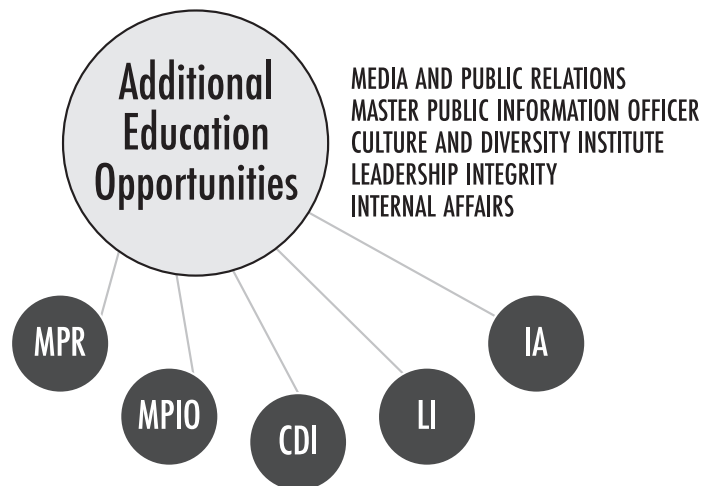 Additional
Education
Opportunities
MEDIA AND PUBLIC RELATIONS
MASTER PUBLIC INFORMATION OFFICER
CULTURE AND DIVERSITY INSTITUTE
LEADERSHIP INTEGRITY
INTERNAL AFFAIRS
MPR
MPIO
CDI
LI
IA